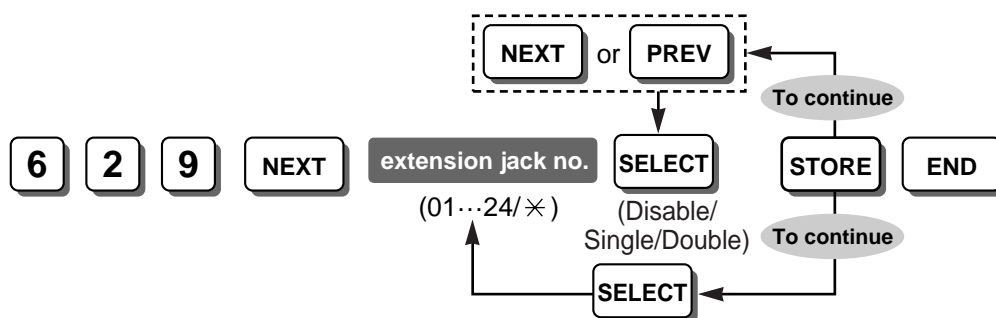 NEXT or PREV
To continue
6 2 9 NEXT extension jack no. SELECT STORE END
(01···24/✳)
(Disable/
Single/Double)
To continue
SELECT